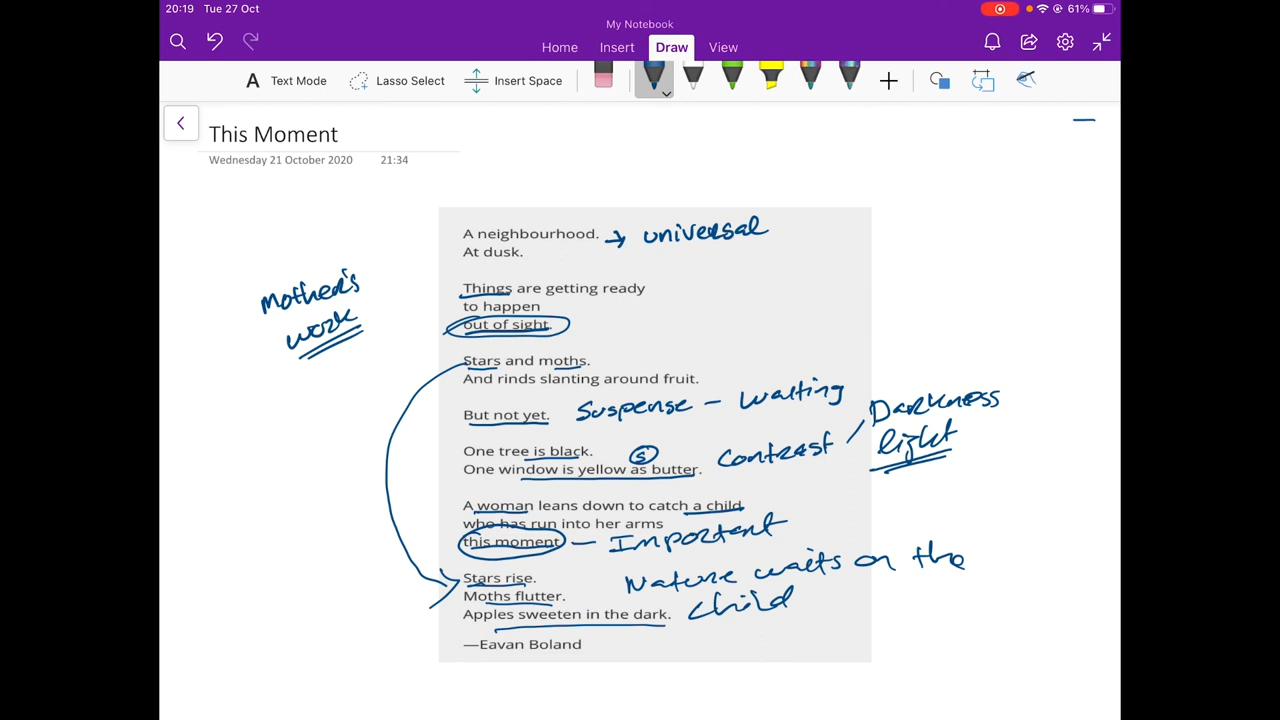 20:19 Tue 27 Oct
61%
My Notebook
Home Insert Draw View
A Text Mode Lasso Select Insert Space
This Moment
Wednesday 21 October 2020 21:34
A neighbourhood. → universal
At dusk.
Mother's
work
Things are getting ready
to happen
out of sight.
Stars and moths.
And rinds slanting around fruit.
But not yet. Suspense - waiting
One tree is black. S
One window is yellow as butter. Contrast / Darkness
light
A woman leans down to catch a child
who has run into her arms
this moment - Important
Stars rise. Nature waits on the
Moths flutter. child
Apples sweeten in the dark.
—Eavan Boland